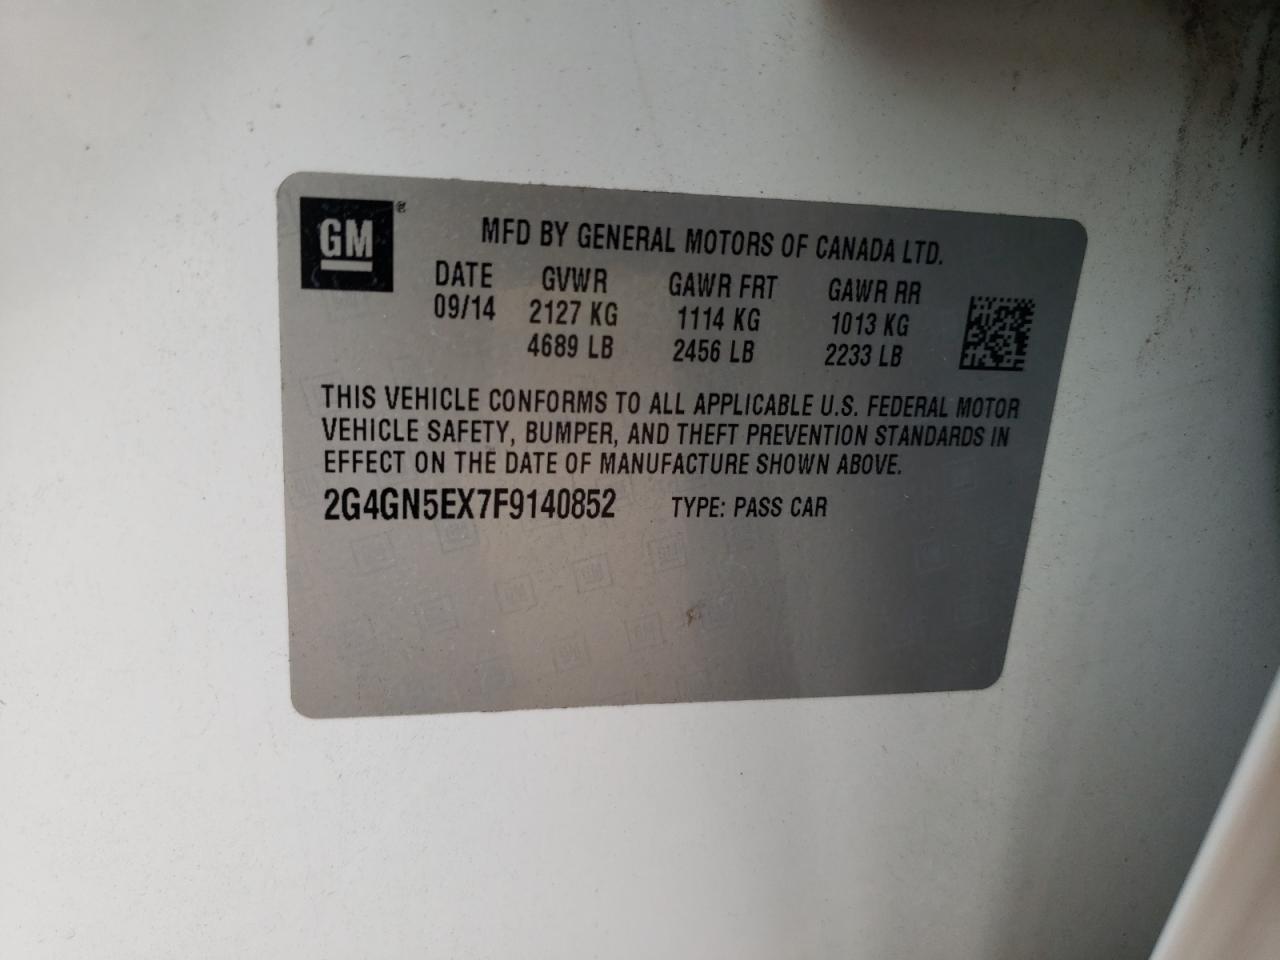 GM®
MFD BY GENERAL MOTORS OF CANADA LTD.
DATE GVWR GAWR FRT GAWR RR
09/14 2127 KG 1114 KG 1013 KG
4689 LB 2456 LB 2233 LB
THIS VEHICLE CONFORMS TO ALL APPLICABLE U.S. FEDERAL MOTOR
VEHICLE SAFETY, BUMPER, AND THEFT PREVENTION STANDARDS IN
EFFECT ON THE DATE OF MANUFACTURE SHOWN ABOVE.
2G4GN5EX7F9140852 TYPE: PASS CAR